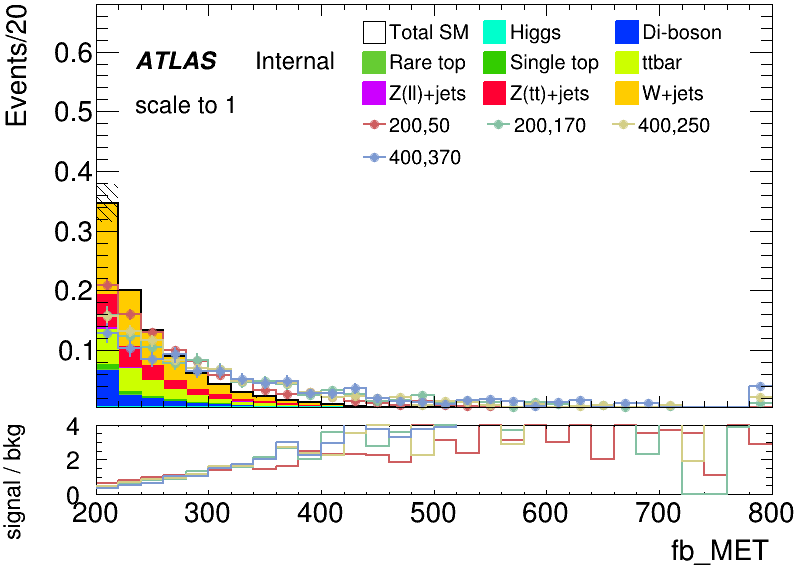 Events/20
0.6
0.5
0.4
0.3
0.2
0.1
ATLAS Internal
scale to 1
Total SM Higgs Di-boson
Rare top Single top ttbar
Z(ll)+jets Z(tt)+jets W+jets
200,50 200,170 400,250
400,370
signal / bkg
4
2
0
200 300 400 500 600 700 800
fb_MET